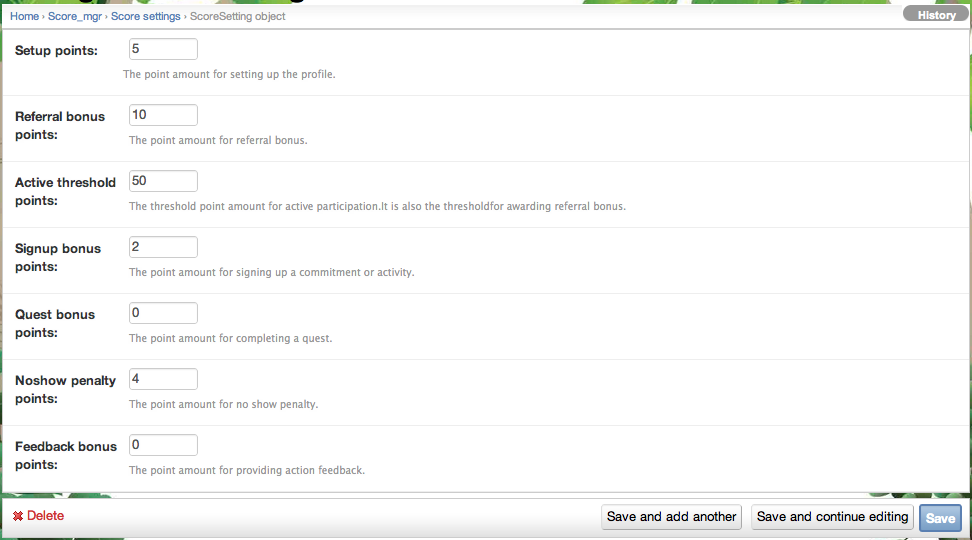 Home › Score_mgr › Score settings › ScoreSetting object
History
Setup points:
5
The point amount for setting up the profile.
Referral bonus
points:
10
The point amount for referral bonus.
Active threshold
points:
50
The threshold point amount for active participation.It is also the thresholdfor awarding referral bonus.
Signup bonus
points:
2
The point amount for signing up a commitment or activity.
Quest bonus
points:
0
The point amount for completing a quest.
Noshow penalty
points:
4
The point amount for no show penalty.
Feedback bonus
points:
0
The point amount for providing action feedback.
Delete
Save and add another
Save and continue editing
Save